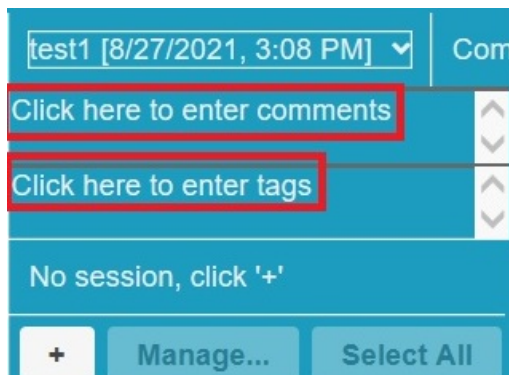 test1 [8/27/2021, 3:08 PM] Com
Click here to enter comments
Click here to enter tags
No session, click '+'
+ Manage... Select All